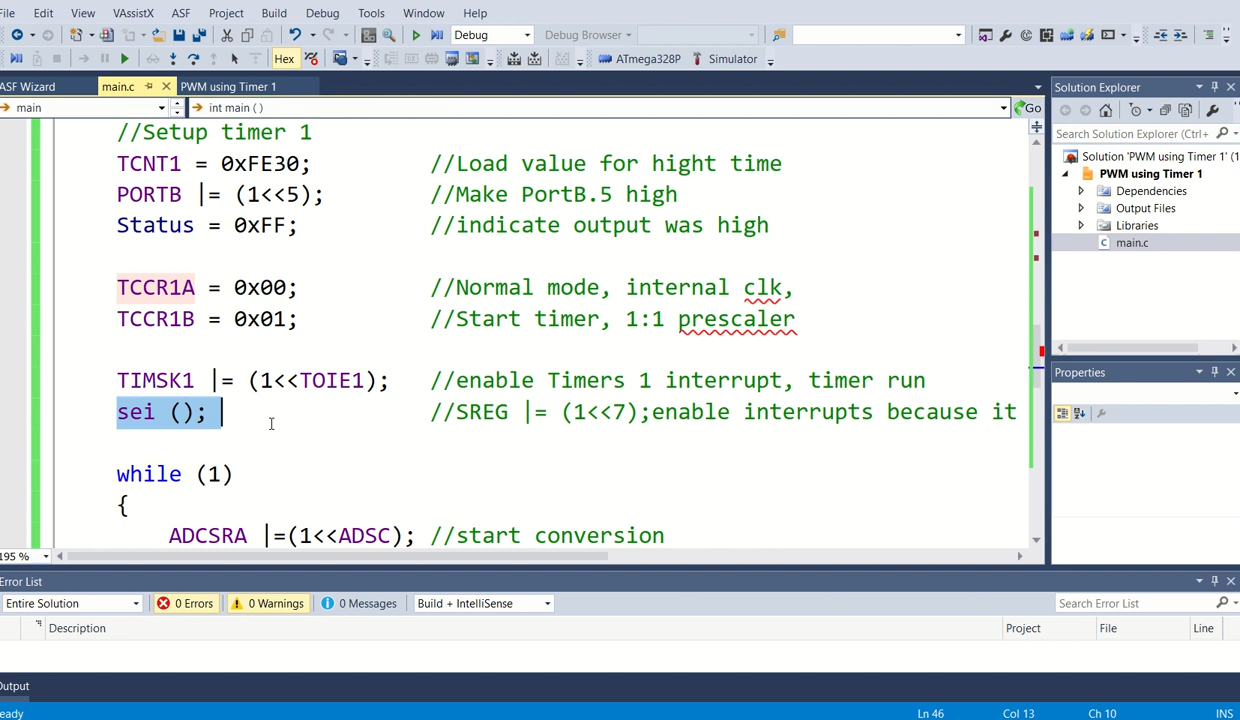 File Edit View VAssistX ASF Project Build Debug Tools Window Help
Debug Debug Browser
Hex ATmega328P Simulator
ASF Wizard main.c PWM using Timer 1
main int main () Go
//Setup timer 1
TCNT1 = 0xFE30; //Load value for hight time
PORTB |= (1<<5); //Make PortB.5 high
Status = 0xFF; //indicate output was high
TCCR1A = 0x00; //Normal mode, internal clk,
TCCR1B = 0x01; //Start timer, 1:1 prescaler
TIMSK1 |= (1<<TOIE1); //enable Timers 1 interrupt, timer run
sei (); //SREG |= (1<<7);enable interrupts because it
while (1)
{
ADCSRA |=(1<<ADSC); //start conversion
195 %
Solution Explorer
Search Solution Explorer (Ctrl+
Solution 'PWM using Timer 1' (1
PWM using Timer 1
Dependencies
Output Files
Libraries
main.c
Properties
Error List
Entire Solution 0 Errors 0 Warnings 0 Messages Build + IntelliSense Search Error List
Description Project File Line
Output
Ready Ln 46 Col 13 Ch 10 INS